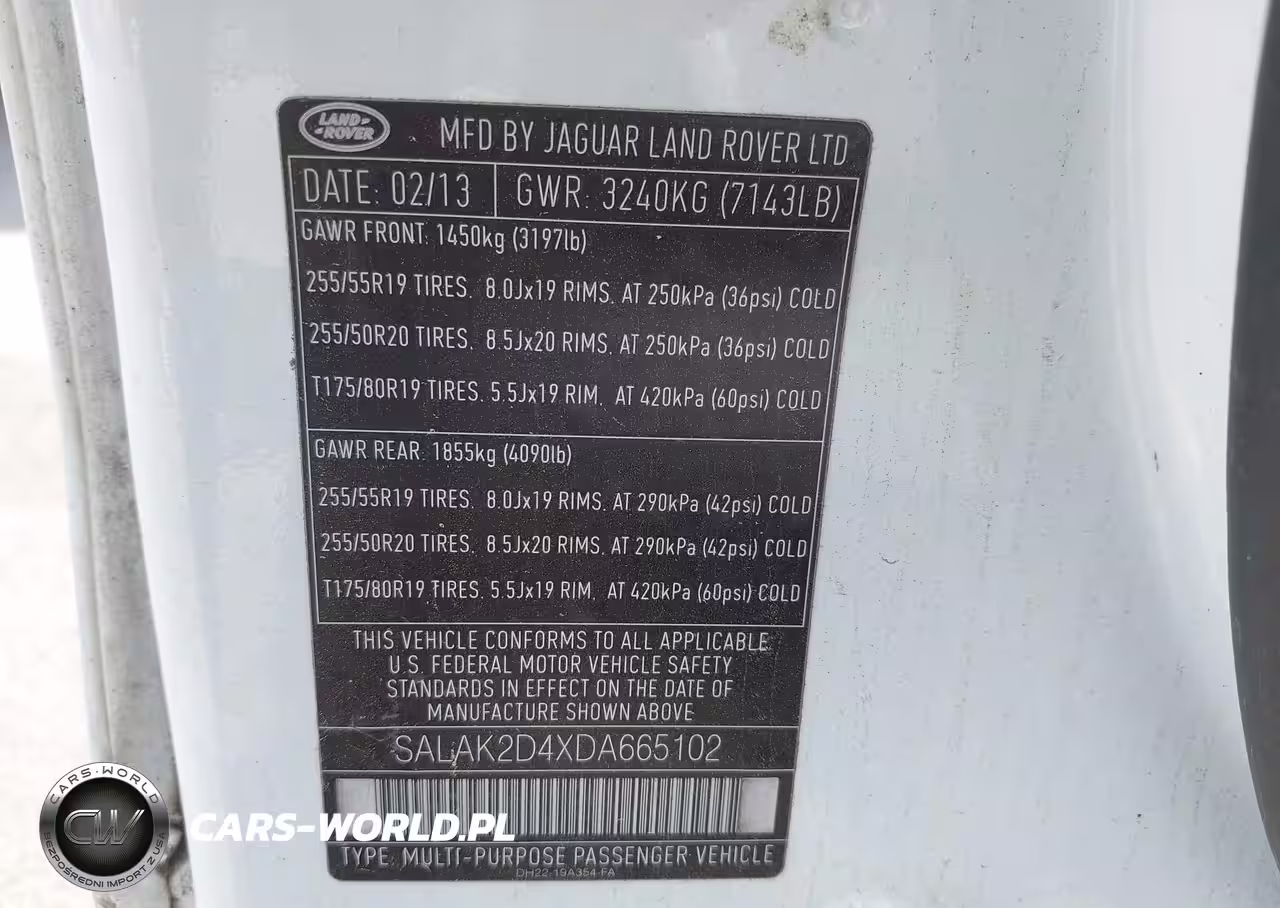 LAND-
-ROVER
MFD BY JAGUAR LAND ROVER LTD
DATE: 02/13 GWR: 3240KG (7143LB)
GAWR FRONT: 1450kg (3197lb)
255/55R19 TIRES. 8.0Jx19 RIMS. AT 250kPa (36psi) COLD
255/50R20 TIRES. 8.5Jx20 RIMS. AT 250kPa (36psi) COLD
T175/80R19 TIRES. 5.5Jx19 RIM. AT 420kPa (60psi) COLD
GAWR REAR: 1855kg (4090lb)
255/55R19 TIRES. 8.0Jx19 RIMS. AT 290kPa (42psi) COLD
255/50R20 TIRES. 8.5Jx20 RIMS. AT 290kPa (42psi) COLD
T175/80R19 TIRES. 5.5Jx19 RIM. AT 420kPa (60psi) COLD
THIS VEHICLE CONFORMS TO ALL APPLICABLE
U.S. FEDERAL MOTOR VEHICLE SAFETY
STANDARDS IN EFFECT ON THE DATE OF
MANUFACTURE SHOWN ABOVE
SALAK2D4XDA665102
TYPE: MULTI-PURPOSE PASSENGER VEHICLE
DH22-19A354-FA
CARS-WORLD
CW
BEZPOŚREDNI IMPORT Z USA
CARS-WORLD.PL